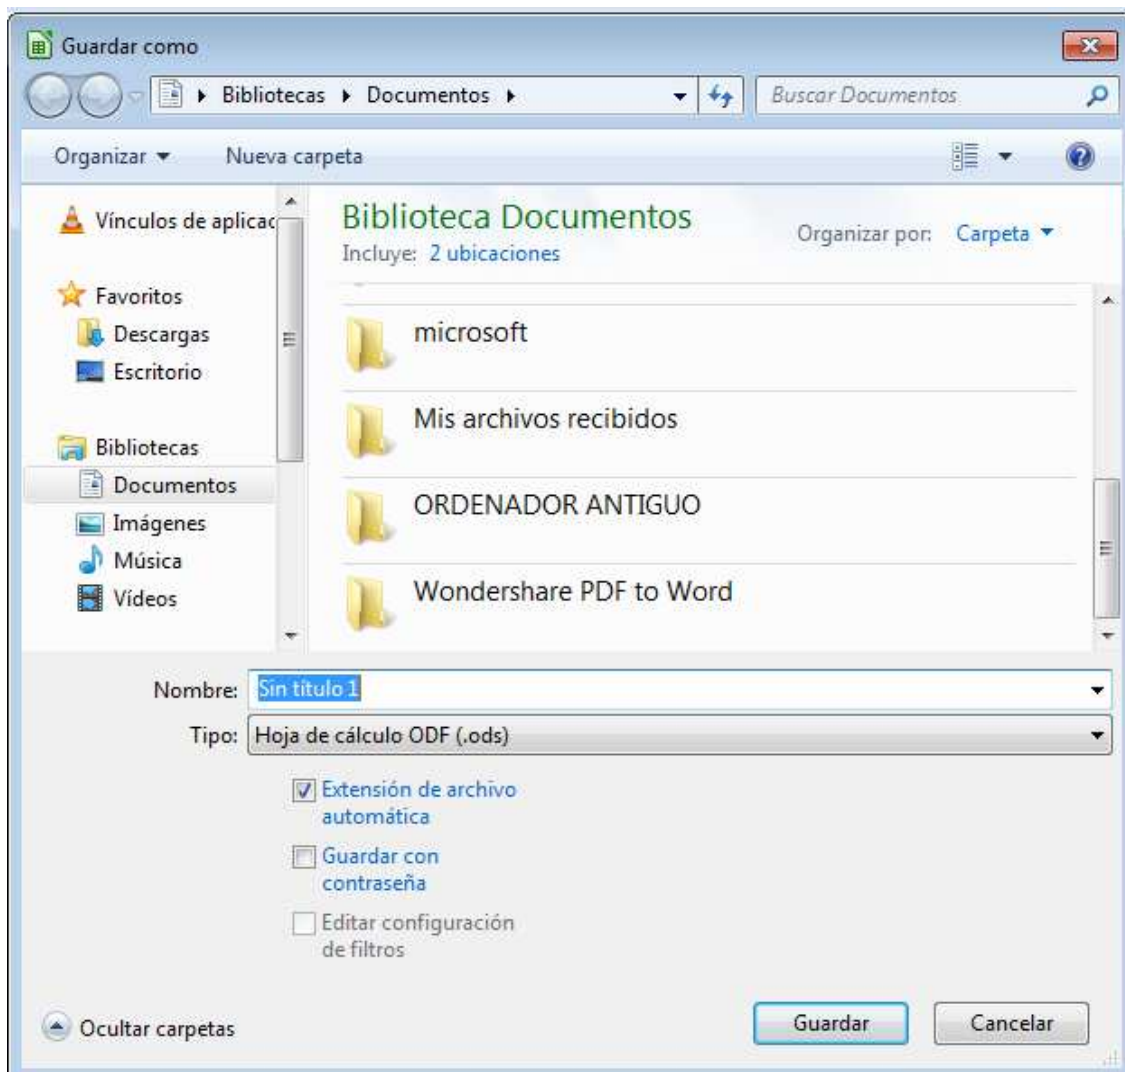 Guardar como
Bibliotecas Documentos
Buscar Documentos
Organizar Nueva carpeta
Vínculos de aplicac
Favoritos
Descargas
Escritorio
Bibliotecas
Documentos
Imágenes
Música
Vídeos
Biblioteca Documentos
Incluye: 2 ubicaciones
Organizar por: Carpeta
microsoft
Mis archivos recibidos
ORDENADOR ANTIGUO
Wondershare PDF to Word
Nombre: Sin título 1
Tipo: Hoja de cálculo ODF (.ods)
Extensión de archivo
automática
Guardar con
contraseña
Editar configuración
de filtros
Ocultar carpetas
Guardar
Cancelar